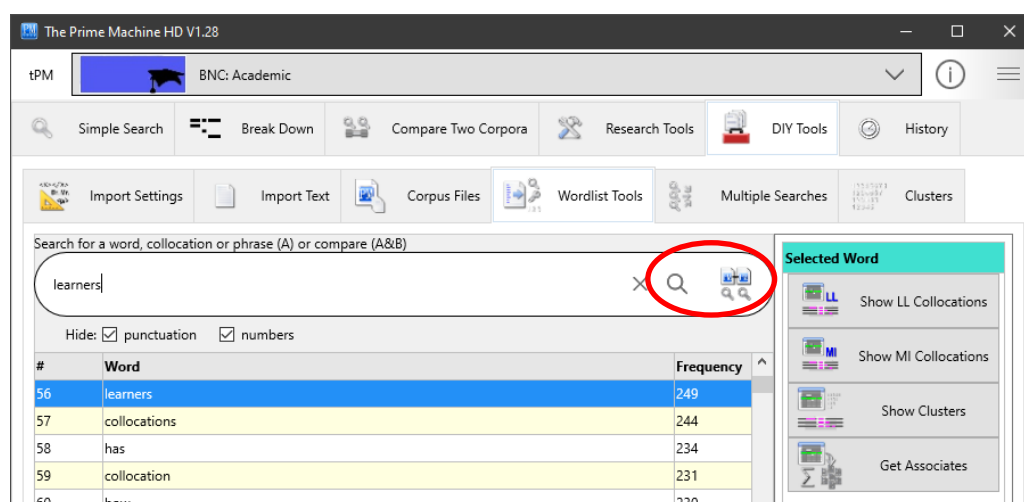 The Prime Machine HD V1.28
tPM BNC: Academic
Simple Search Break Down Compare Two Corpora Research Tools DIY Tools History
Import Settings Import Text Corpus Files Wordlist Tools Multiple Searches Clusters
Search for a word, collocation or phrase (A) or compare (A&B)
learners
Hide: punctuation numbers
# Word Frequency
56 learners 249
57 collocations 244
58 has 234
59 collocation 231
Selected Word
LL Show LL Collocations
MI Show MI Collocations
Show Clusters
Get Associates